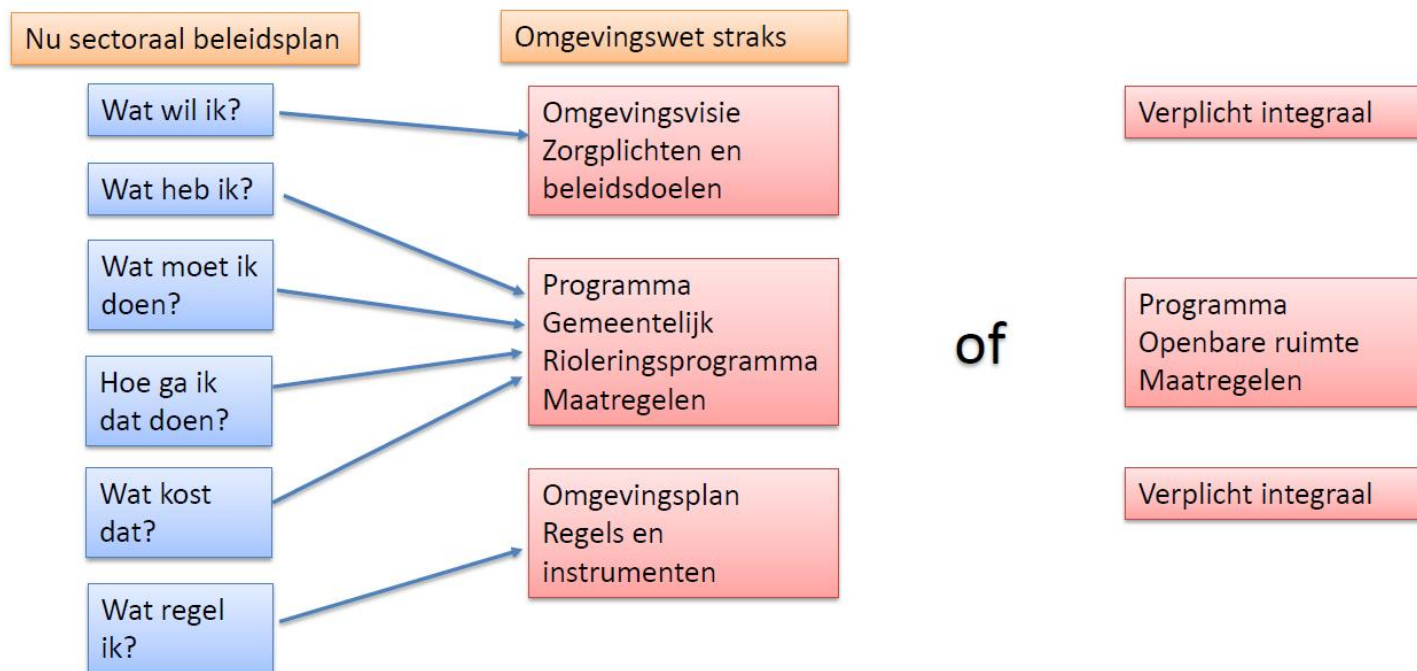 Nu sectoraal beleidsplan
Omgevingswet straks
Wat wil ik?
Wat heb ik?
Wat moet ik
doen?
Hoe ga ik
dat doen?
Wat kost
dat?
Wat regel
ik?
Omgevingsvisie
Zorgplichten en
beleidsdoelen
Programma
Gemeentelijk
Rioleringsprogramma
Maatregelen
Omgevingsplan
Regels en
instrumenten
of
Verplicht integraal
Programma
Openbare ruimte
Maatregelen
Verplicht integraal